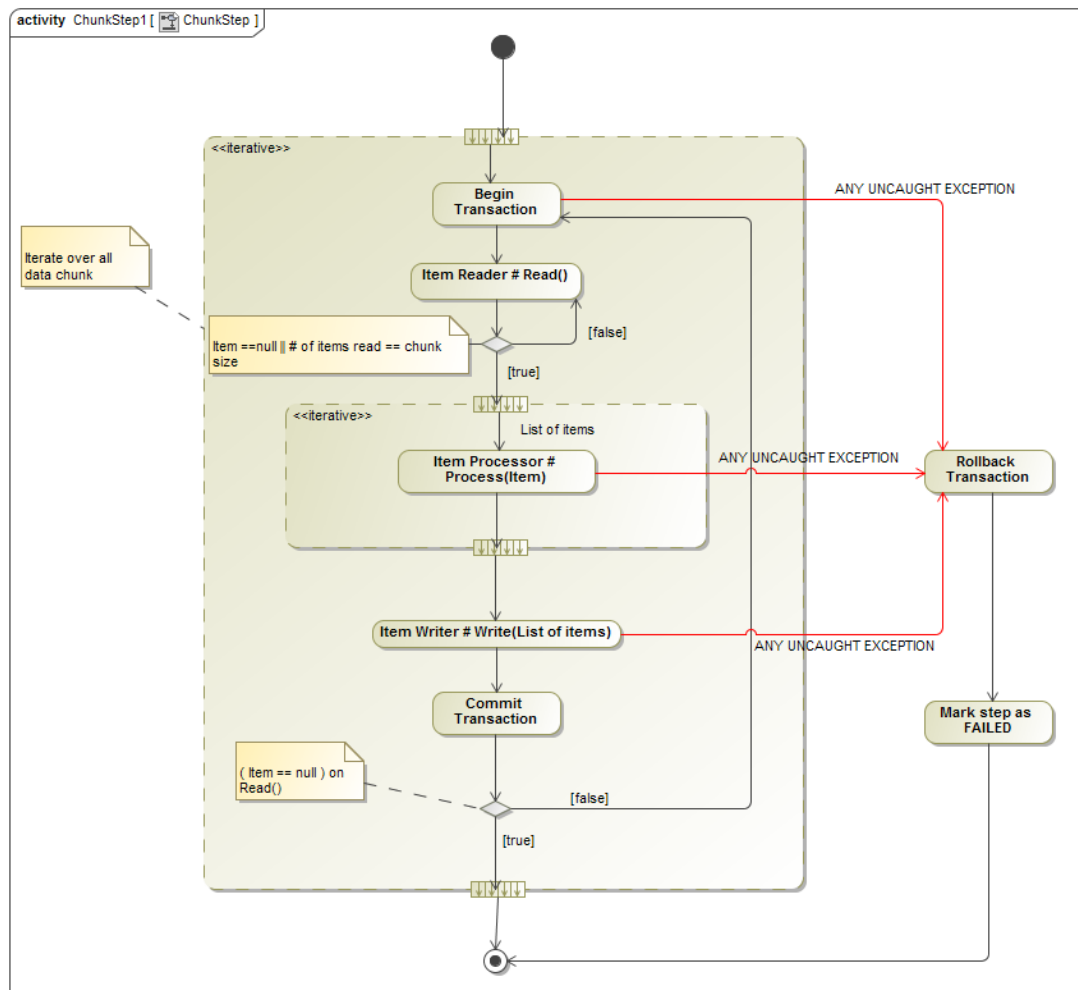 activity ChunkStep1 [ ChunkStep ]
<<iterative>>
Begin
Transaction
ANY UNCAUGHT EXCEPTION
Iterate over all
data chunk
Item Reader # Read()
[false]
Item ==null || # of items read == chunk
size
[true]
<<iterative>>
List of items
Item Processor #
Process(Item)
ANY UNCAUGHT EXCEPTION
Rollback
Transaction
Item Writer # Write(List of items)
ANY UNCAUGHT EXCEPTION
Commit
Transaction
Mark step as
FAILED
( Item == null ) on
Read()
[false]
[true]